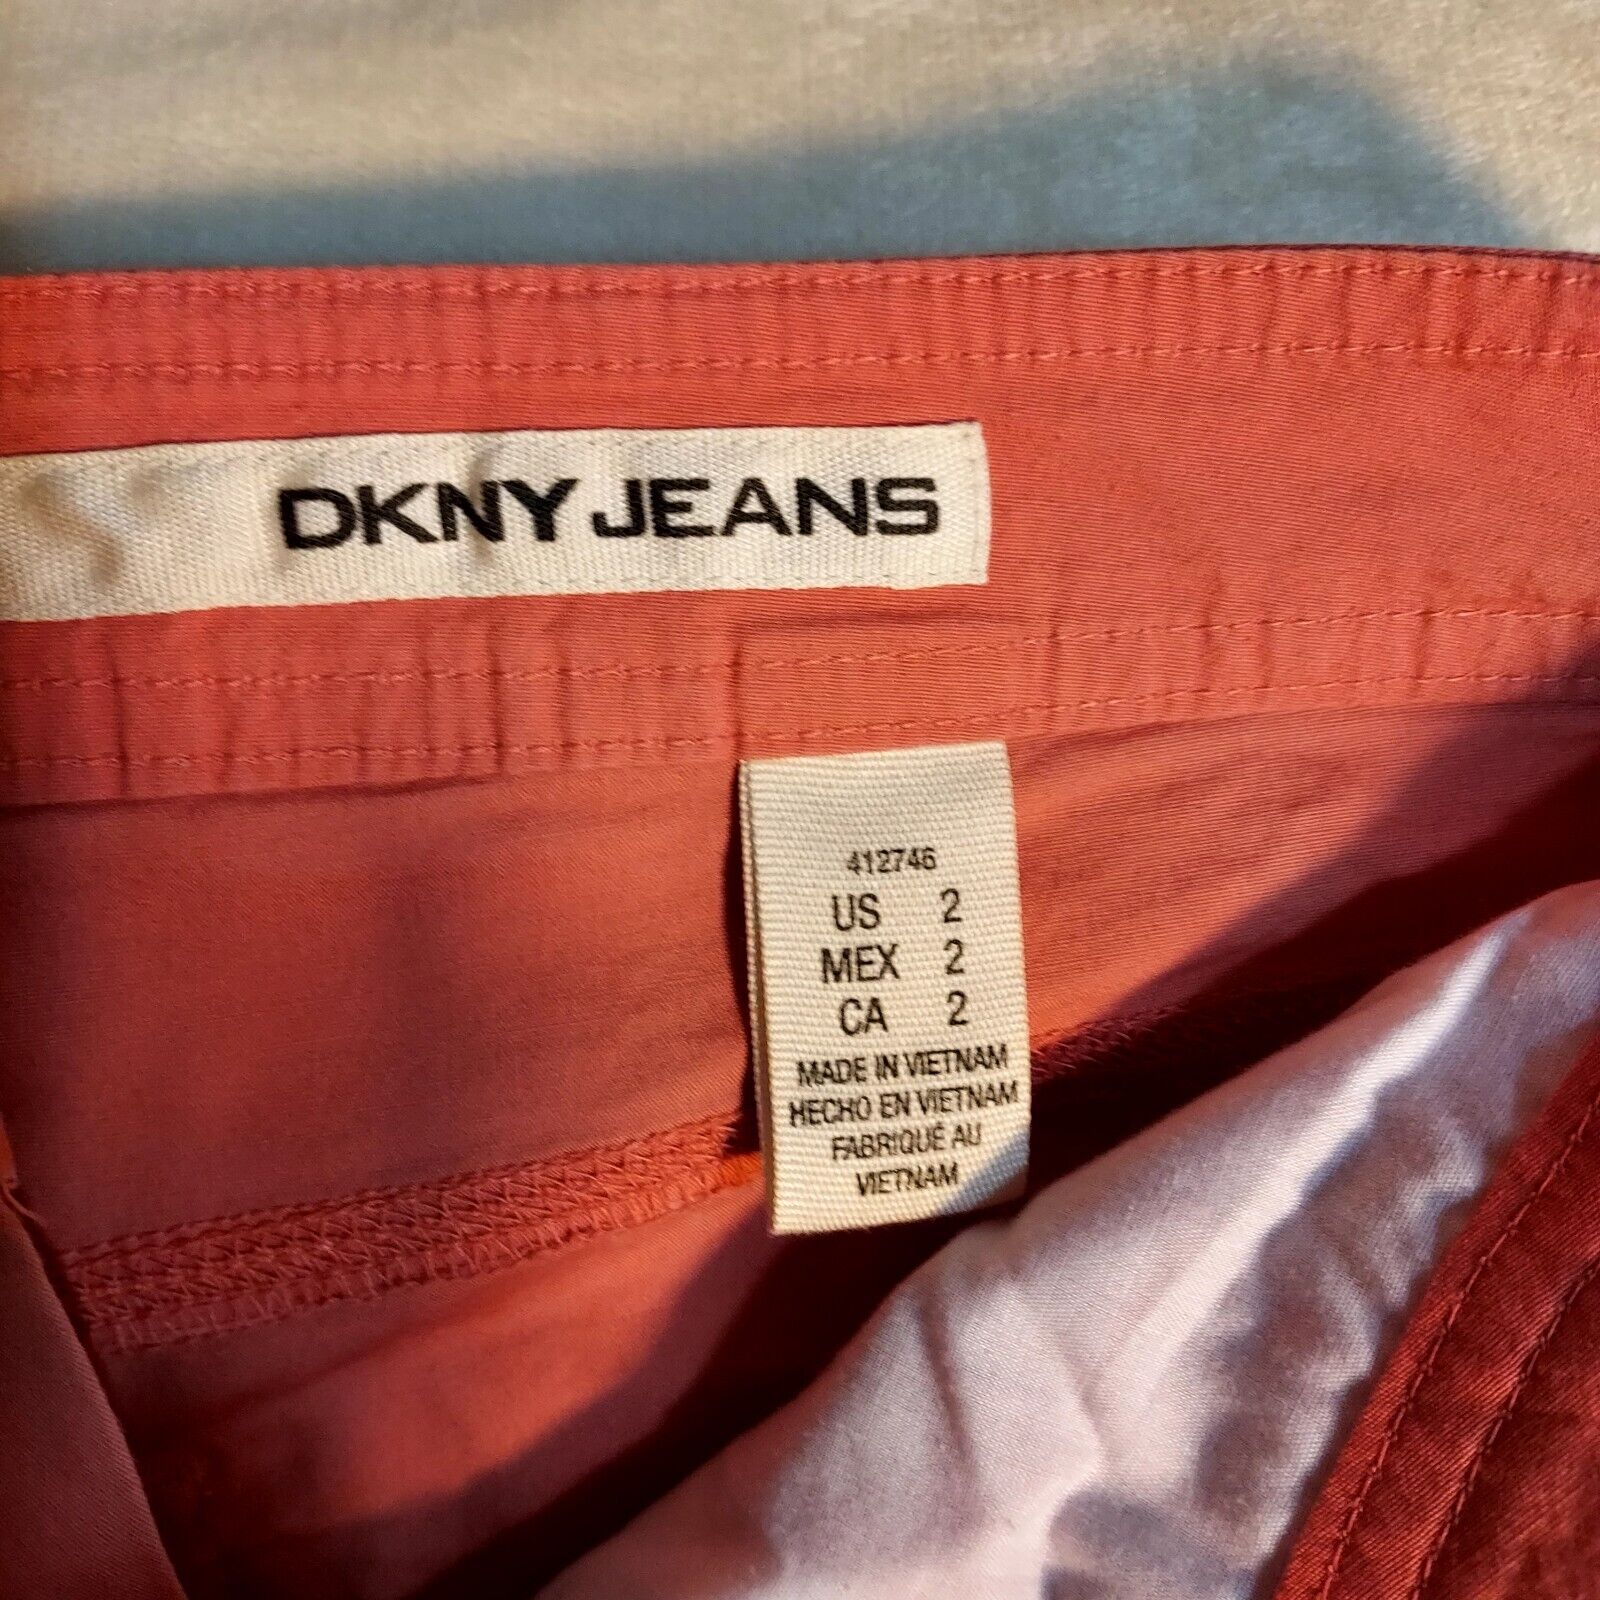 DKNY JEANS
412746
US 2
MEX 2
CA 2
MADE IN VIETNAM
HECHO EN VIETNAM
FABRIQUÉ AU
VIETNAM